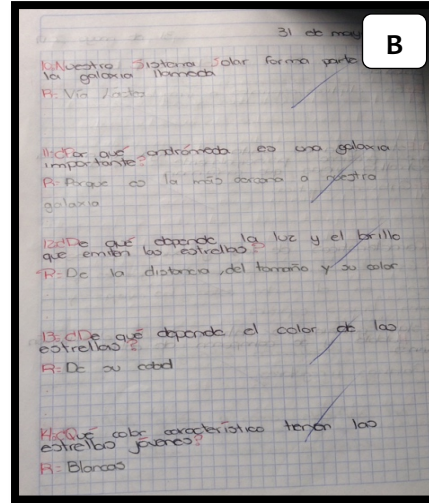 31 de may
B
10. Nuestro Sistema Solar forma parte
la galaxia llamada
R: Vía Lactea
11. ¿Por qué andrómeda es una galaxia
importante?
R: Porque es la más cercana a nuestra
galaxia
12. ¿De qué depende la luz y el brillo
que emiten las estrellas?
R: De la distancia, del tamaño y su color
13. ¿De qué depende el color de las
estrellas?
R: De su edad
14. ¿Qué color característico tienen las
estrellas jóvenes?
R: Blancas